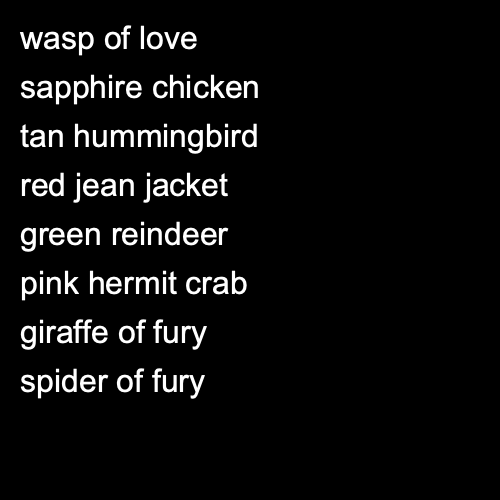 wasp of love
sapphire chicken
tan hummingbird
red jean jacket
green reindeer
pink hermit crab
giraffe of fury
spider of fury